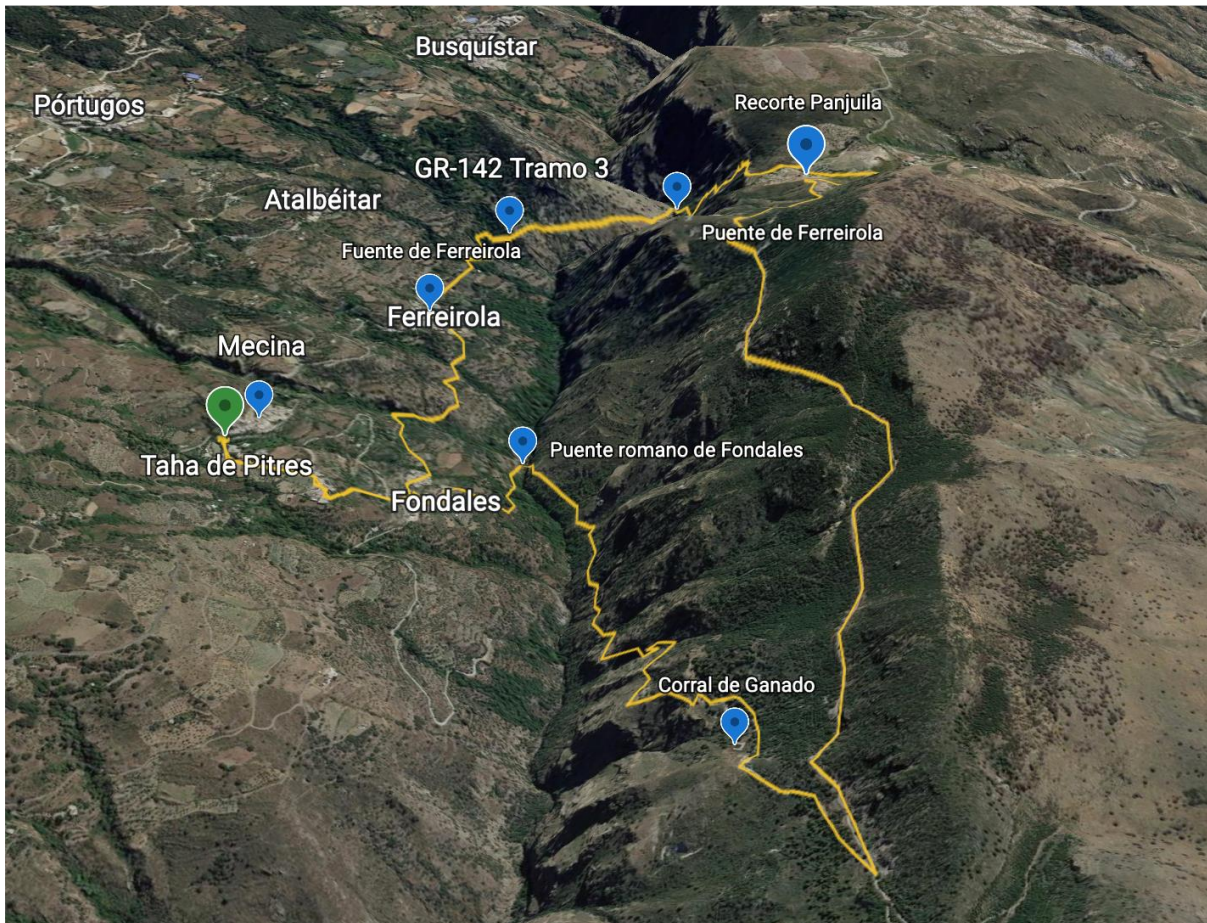 Busquístar
Pórtugos
Recorte Panjuila
GR-142 Tramo 3
Atalbéitar
Puente de Ferreirola
Fuente de Ferreirola
Ferreirola
Mecina
Puente romano de Fondales
Taha de Pitres
Fondales
Corral de Ganado